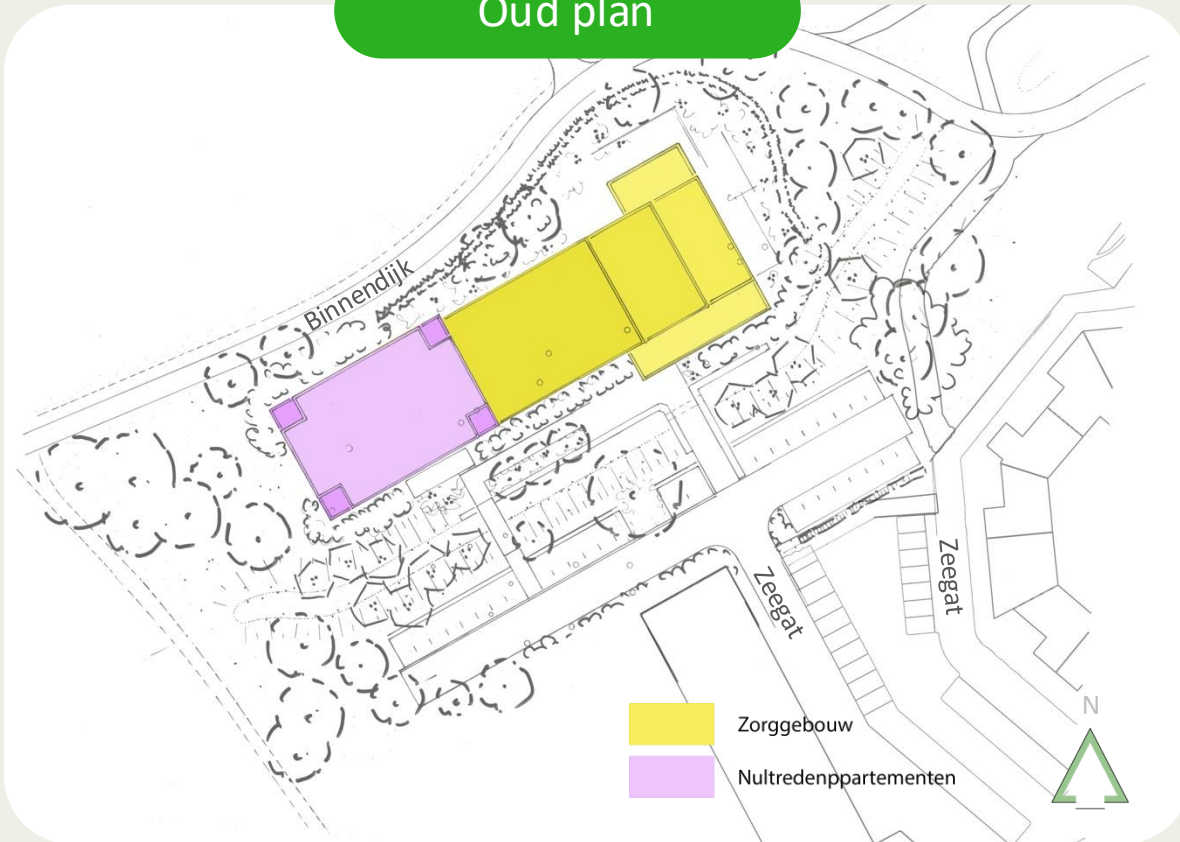 Oud plan
Binnendijk
Zeegat
Zeegat
Zorggebouw
Nultredenppartementen
N